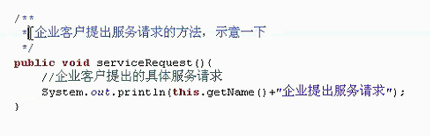 /**
*企业客户提出服务请求的方法，示意一下
*/
public void serviceRequest(){
//企业客户提出的具体服务请求
System.out.println(this.getName()+"企业提出服务请求");
}